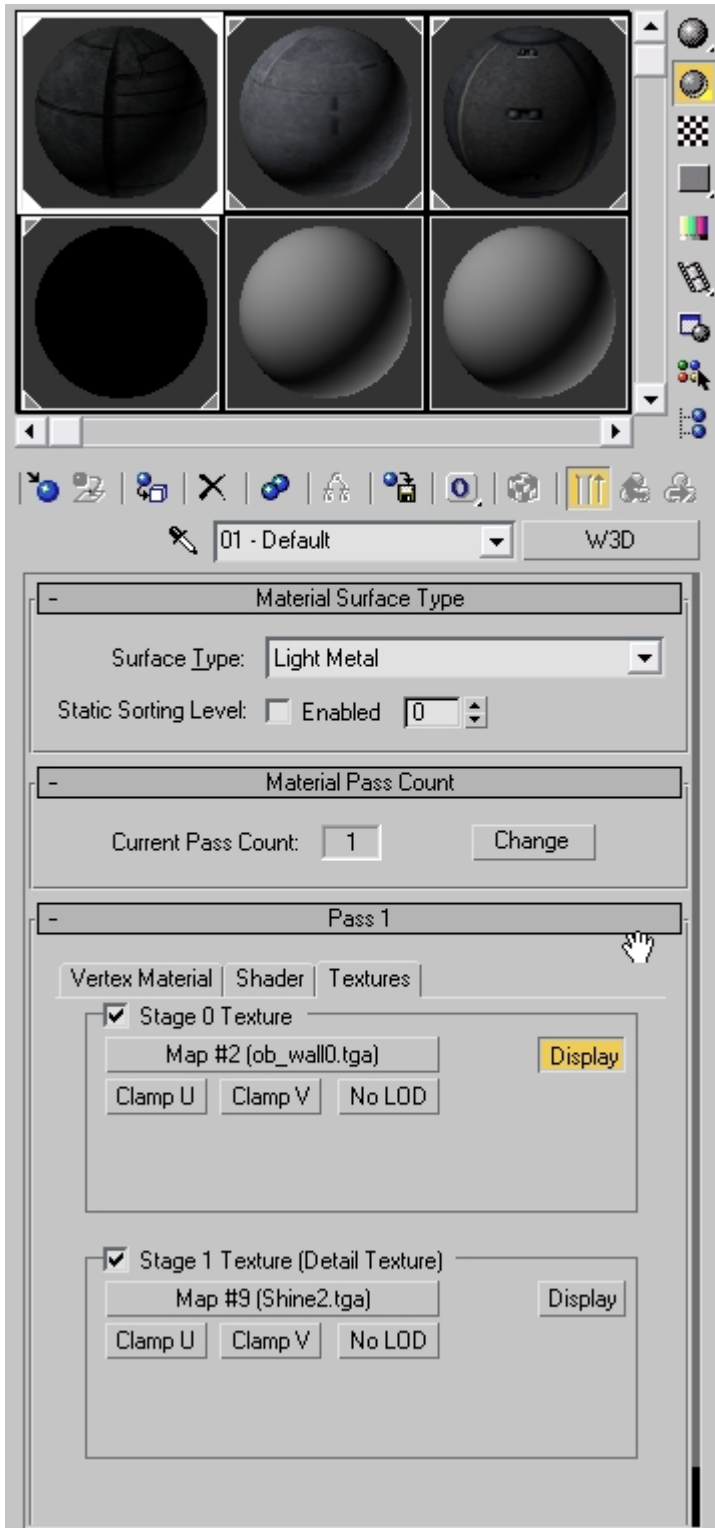 01 - Default
W3D
- Material Surface Type
Surface Type: Light Metal
Static Sorting Level: Enabled 0
- Material Pass Count
Current Pass Count: 1 Change
- Pass 1
Vertex Material Shader Textures
Stage 0 Texture
Map #2 (ob_wall0.tga) Display
Clamp U Clamp V No LOD
Stage 1 Texture (Detail Texture)
Map #9 (Shine2.tga) Display
Clamp U Clamp V No LOD